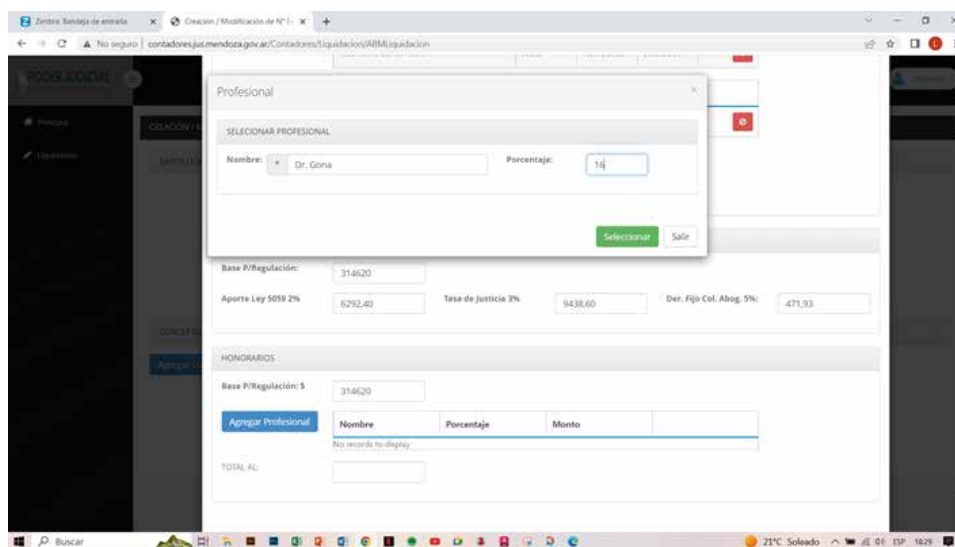 Zimbra: Bandeja de entrada
Creación / Modificación de N°
No seguro | contadores.jus.mendoza.gov.ar/Contadores/Liquidacion/ABMLiquidacion
PODER JUDICIAL
Principal
CREACIÓN /
Profesional
SELECIONAR PROFESIONAL
Nombre: * Dr. Gona Porcentaje: 16
Seleccionar Salir
Base P/Regulación: 314620
Aporte Ley 5059 2% 6292,40 Tasa de Justicia 3% 9438,60 Der. Fijo Col. Abog. 5%: 471,93
HONORARIOS
Base P/Regulación: $ 314620
Agregar Profesional Nombre Porcentaje Monto
No records to display
TOTAL AL:
Buscar 21°C Soleado ESP 18:29